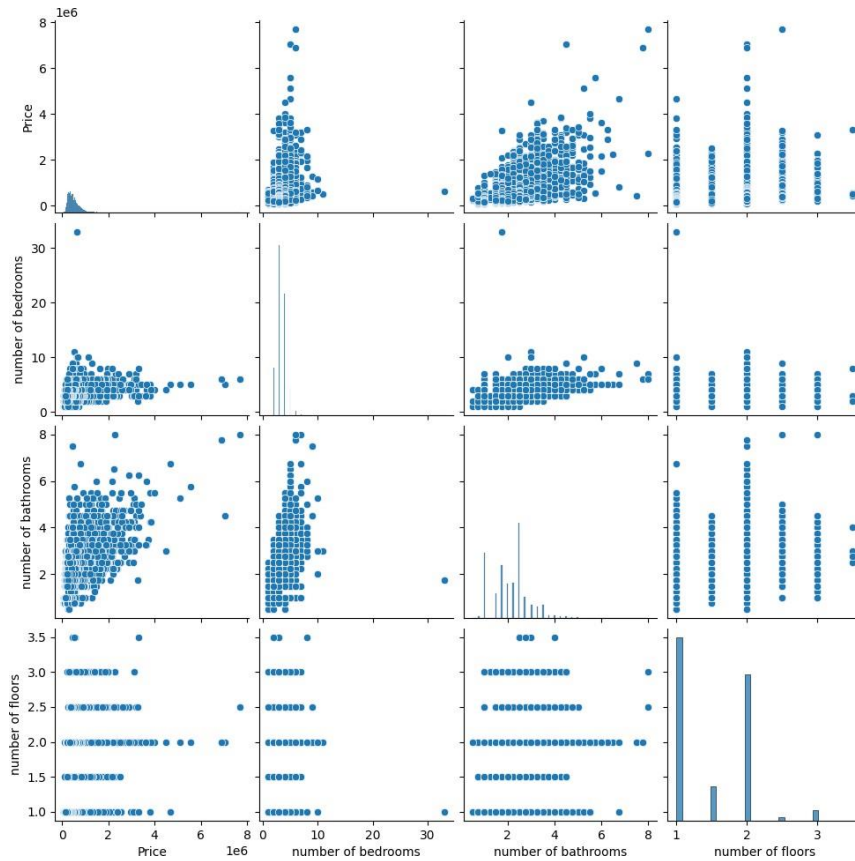 1e6
8
6
4
2
0
Price
30
20
10
0
number of bedrooms
8
6
4
2
number of bathrooms
3.5
3.0
2.5
2.0
1.5
1.0
number of floors
0 2 4 6 8 0 10 20 30 2 4 6 8 1 2 3
1e6
Price number of bedrooms number of bathrooms number of floors